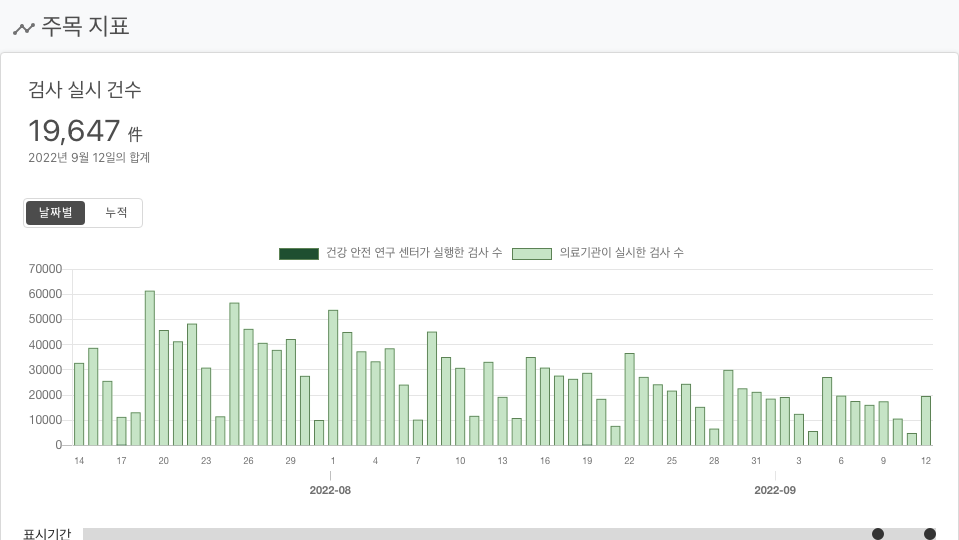 주목 지표
검사 실시 건수
19,647 件
2022년 9월 12일의 합계
날짜별 누적
건강 안전 연구 센터가 실행한 검사 수 의료기관이 실시한 검사 수
70000
60000
50000
40000
30000
20000
10000
0
14 17 20 23 26 29 1 4 7 10 13 16 19 22 25 28 31 3 6 9 12
2022-08 2022-09
표시기간